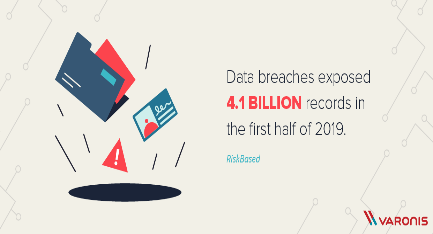 Data breaches exposed
4.1 BILLION records in
the first half of 2019.
RiskBased
!
VARONIS